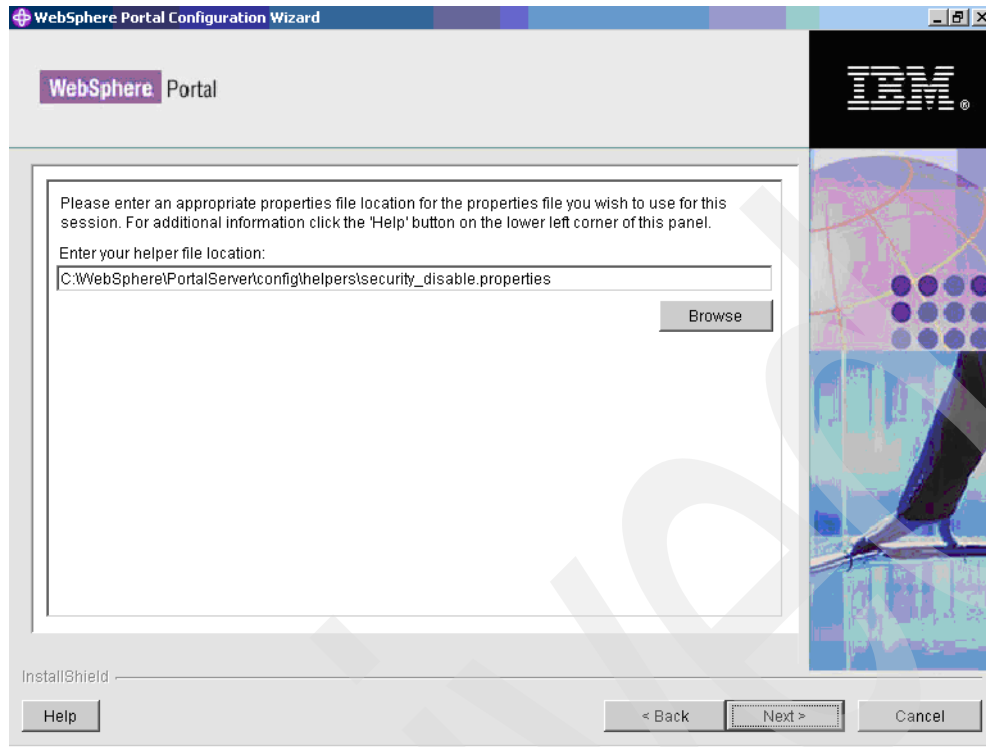 WebSphere Portal Configuration Wizard
WebSphere Portal
IBM®
Please enter an appropriate properties file location for the properties file you wish to use for this
session. For additional information click the 'Help' button on the lower left corner of this panel.
Enter your helper file location:
C:\WebSphere\PortalServer\config\helpers\security_disable.properties
Browse
InstallShield
Help
< Back
Next >
Cancel